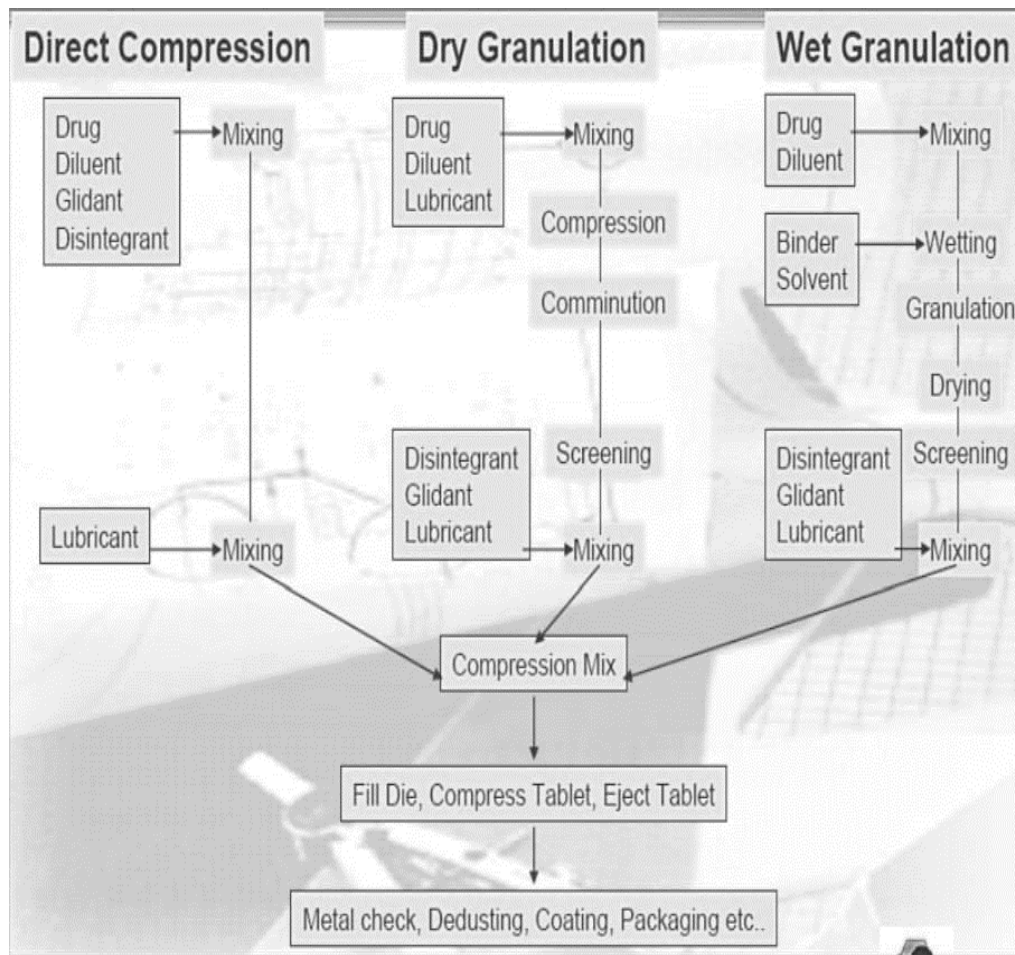 Direct Compression
Drug
Diluent
Glidant
Disintegrant
Mixing
Lubricant
Mixing
Dry Granulation
Drug
Diluent
Lubricant
Mixing
Compression
Comminution
Screening
Disintegrant
Glidant
Lubricant
Mixing
Wet Granulation
Drug
Diluent
Mixing
Binder
Solvent
Wetting
Granulation
Drying
Screening
Disintegrant
Glidant
Lubricant
Mixing
Compression Mix
Fill Die, Compress Tablet, Eject Tablet
Metal check, Dedusting, Coating, Packaging etc..